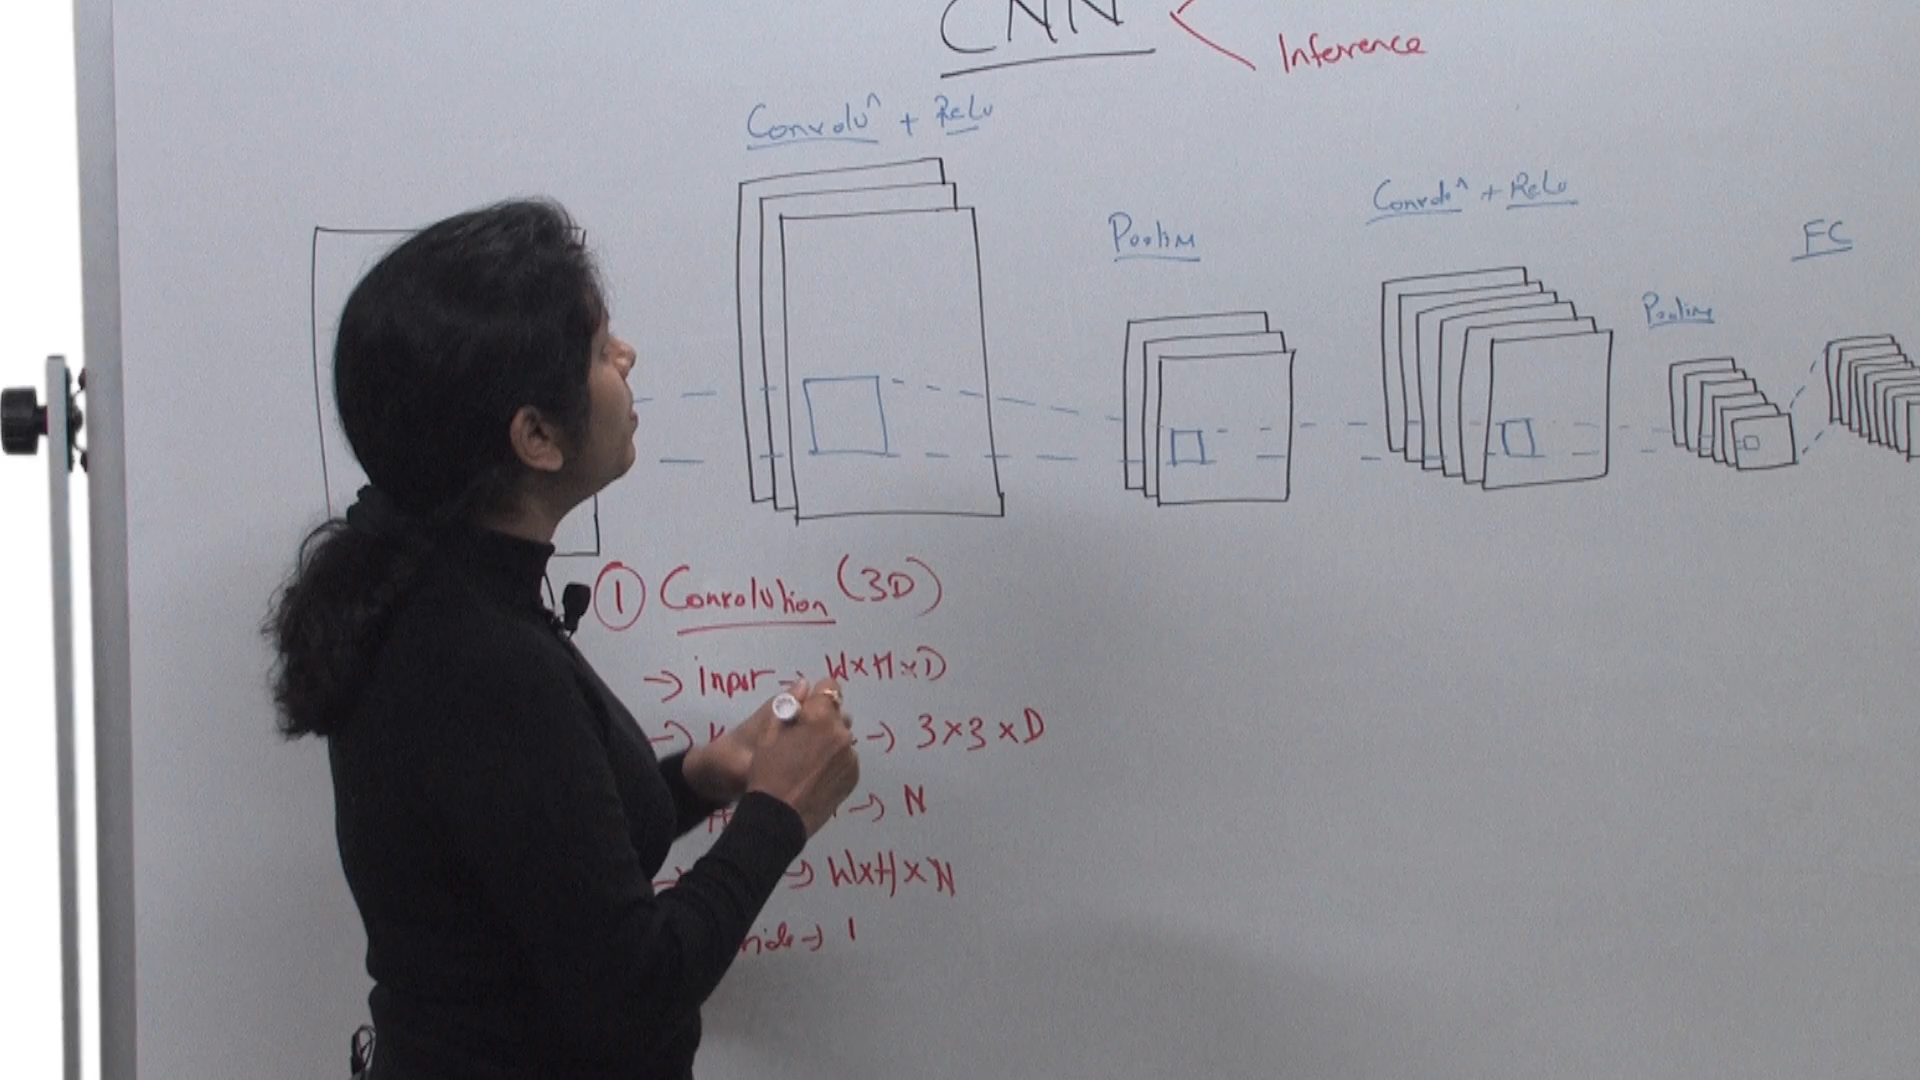 CNN
Inference
Convolu^n + ReLu
Pooling
Convolu^n + ReLu
Pooling
FC
① Convolution (3D)
→ input → W×H×D
→ 3×3×D
→ N
→ W×H×N
→ 1